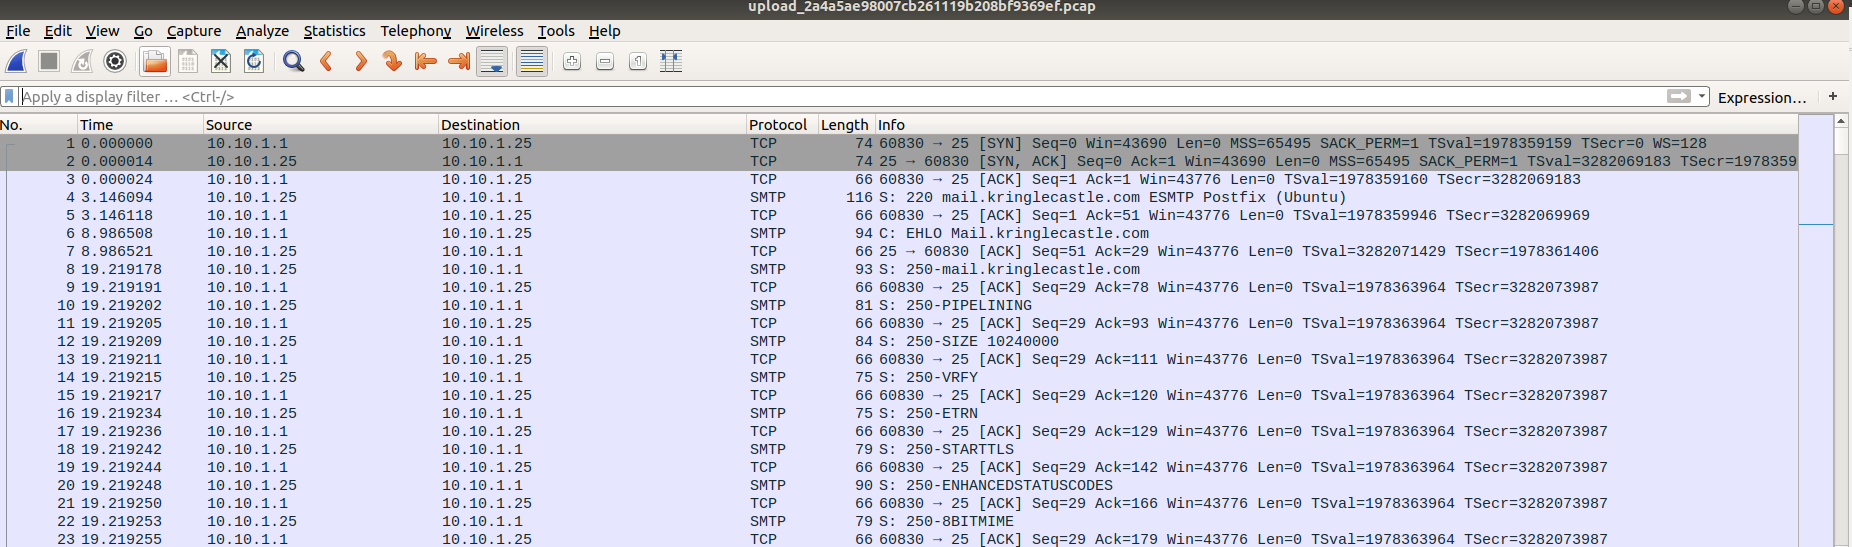 upload_2a4a5ae98007cb261119b208bf9369ef.pcap
File Edit View Go Capture Analyze Statistics Telephony Wireless Tools Help
Apply a display filter … <Ctrl-/> Expression… +
No. Time Source Destination Protocol Length Info
1 0.000000 10.10.1.1 10.10.1.25 TCP 74 60830 → 25 [SYN] Seq=0 Win=43690 Len=0 MSS=65495 SACK_PERM=1 TSval=1978359159 TSecr=0 WS=128
2 0.000014 10.10.1.25 10.10.1.1 TCP 74 25 → 60830 [SYN, ACK] Seq=0 Ack=1 Win=43690 Len=0 MSS=65495 SACK_PERM=1 TSval=3282069183 TSecr=1978359
3 0.000024 10.10.1.1 10.10.1.25 TCP 66 60830 → 25 [ACK] Seq=1 Ack=1 Win=43776 Len=0 TSval=1978359160 TSecr=3282069183
4 3.146094 10.10.1.25 10.10.1.1 SMTP 116 S: 220 mail.kringlecastle.com ESMTP Postfix (Ubuntu)
5 3.146118 10.10.1.1 10.10.1.25 TCP 66 60830 → 25 [ACK] Seq=1 Ack=51 Win=43776 Len=0 TSval=1978359946 TSecr=3282069969
6 8.986508 10.10.1.1 10.10.1.25 SMTP 94 C: EHLO Mail.kringlecastle.com
7 8.986521 10.10.1.25 10.10.1.1 TCP 66 25 → 60830 [ACK] Seq=51 Ack=29 Win=43776 Len=0 TSval=3282071429 TSecr=1978361406
8 19.219178 10.10.1.25 10.10.1.1 SMTP 93 S: 250-mail.kringlecastle.com
9 19.219191 10.10.1.1 10.10.1.25 TCP 66 60830 → 25 [ACK] Seq=29 Ack=78 Win=43776 Len=0 TSval=1978363964 TSecr=3282073987
10 19.219202 10.10.1.25 10.10.1.1 SMTP 81 S: 250-PIPELINING
11 19.219205 10.10.1.1 10.10.1.25 TCP 66 60830 → 25 [ACK] Seq=29 Ack=93 Win=43776 Len=0 TSval=1978363964 TSecr=3282073987
12 19.219209 10.10.1.25 10.10.1.1 SMTP 84 S: 250-SIZE 10240000
13 19.219211 10.10.1.1 10.10.1.25 TCP 66 60830 → 25 [ACK] Seq=29 Ack=111 Win=43776 Len=0 TSval=1978363964 TSecr=3282073987
14 19.219215 10.10.1.25 10.10.1.1 SMTP 75 S: 250-VRFY
15 19.219217 10.10.1.1 10.10.1.25 TCP 66 60830 → 25 [ACK] Seq=29 Ack=120 Win=43776 Len=0 TSval=1978363964 TSecr=3282073987
16 19.219234 10.10.1.25 10.10.1.1 SMTP 75 S: 250-ETRN
17 19.219236 10.10.1.1 10.10.1.25 TCP 66 60830 → 25 [ACK] Seq=29 Ack=129 Win=43776 Len=0 TSval=1978363964 TSecr=3282073987
18 19.219242 10.10.1.25 10.10.1.1 SMTP 79 S: 250-STARTTLS
19 19.219244 10.10.1.1 10.10.1.25 TCP 66 60830 → 25 [ACK] Seq=29 Ack=142 Win=43776 Len=0 TSval=1978363964 TSecr=3282073987
20 19.219248 10.10.1.25 10.10.1.1 SMTP 90 S: 250-ENHANCEDSTATUSCODES
21 19.219250 10.10.1.1 10.10.1.25 TCP 66 60830 → 25 [ACK] Seq=29 Ack=166 Win=43776 Len=0 TSval=1978363964 TSecr=3282073987
22 19.219253 10.10.1.25 10.10.1.1 SMTP 79 S: 250-8BITMIME
23 19.219255 10.10.1.1 10.10.1.25 TCP 66 60830 → 25 [ACK] Seq=29 Ack=179 Win=43776 Len=0 TSval=1978363964 TSecr=3282073987